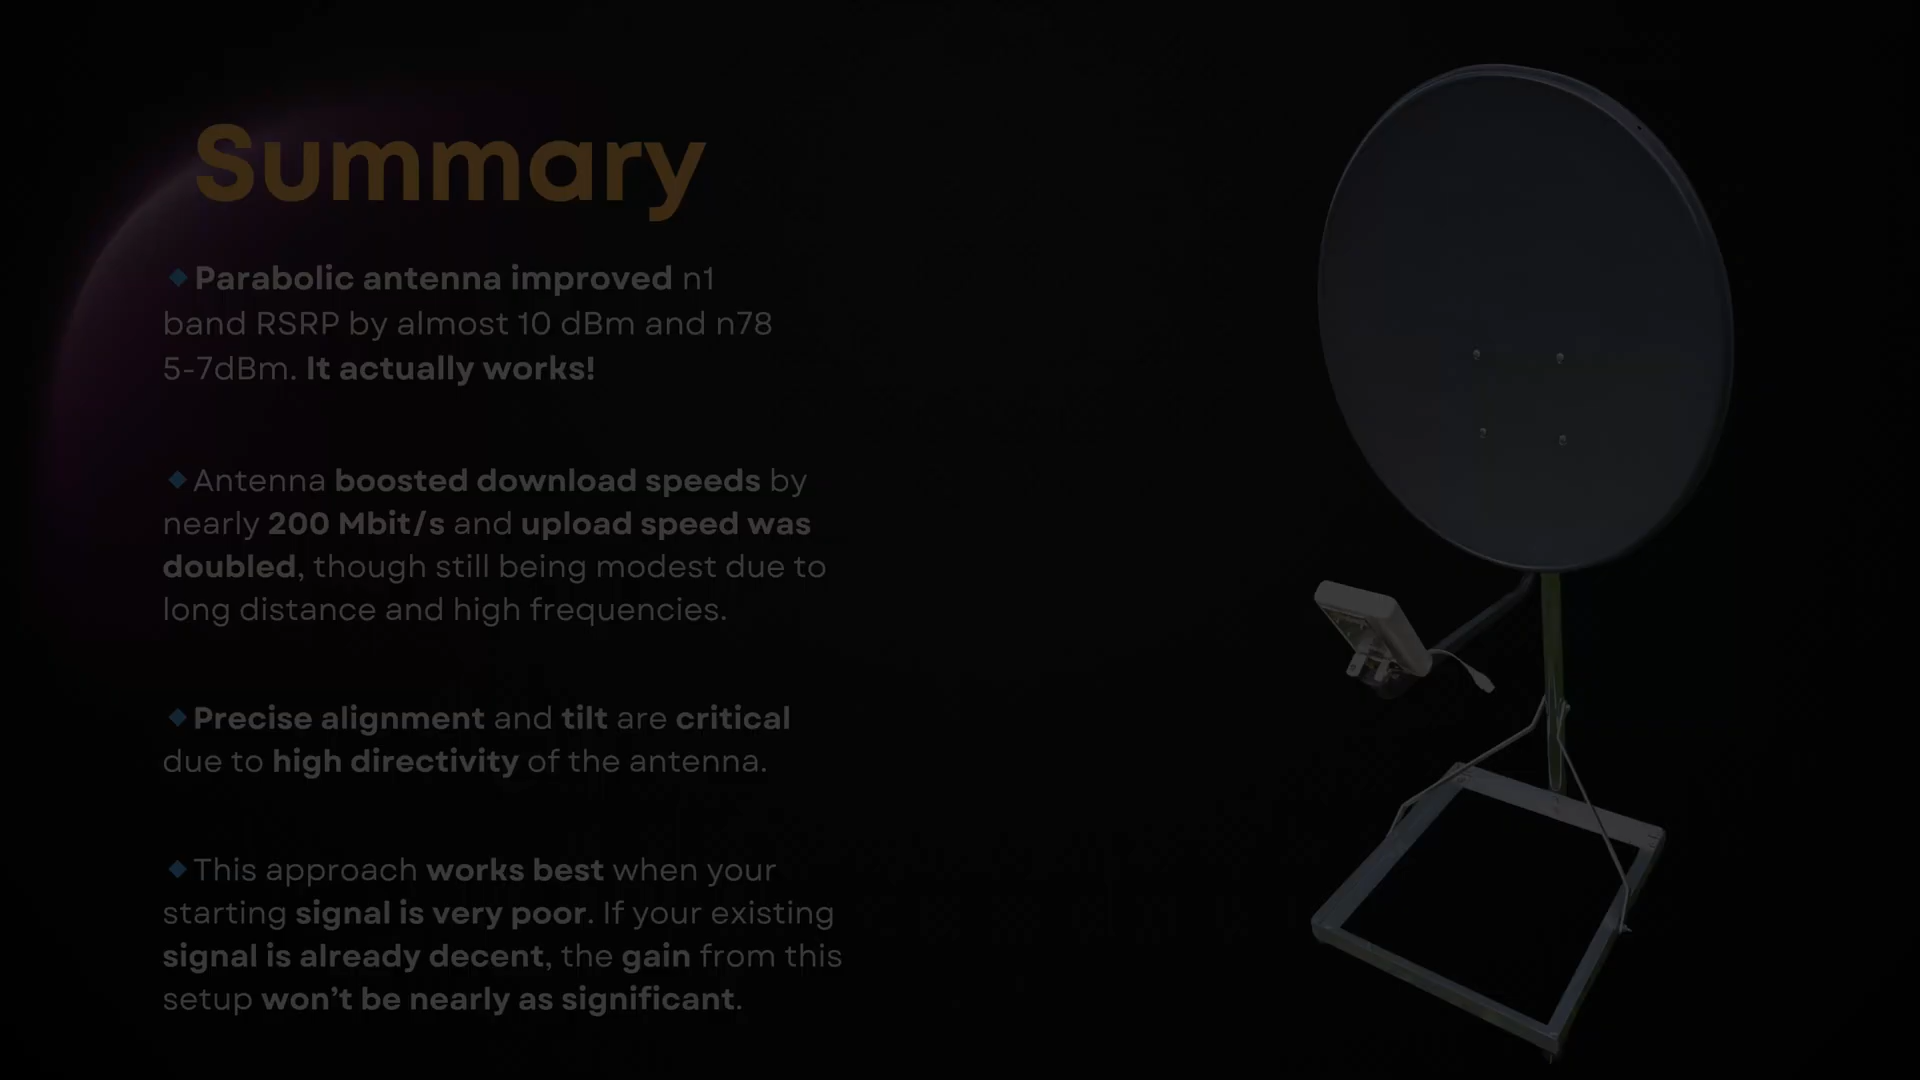 Summary
🔹Parabolic antenna improved n1
band RSRP by almost 10 dBm and n78
5-7dBm. It actually works!
🔹Antenna boosted download speeds by
nearly 200 Mbit/s and upload speed was
doubled, though still being modest due to
long distance and high frequencies.
🔹Precise alignment and tilt are critical
due to high directivity of the antenna.
🔹This approach works best when your
starting signal is very poor. If your existing
signal is already decent, the gain from this
setup won’t be nearly as significant.